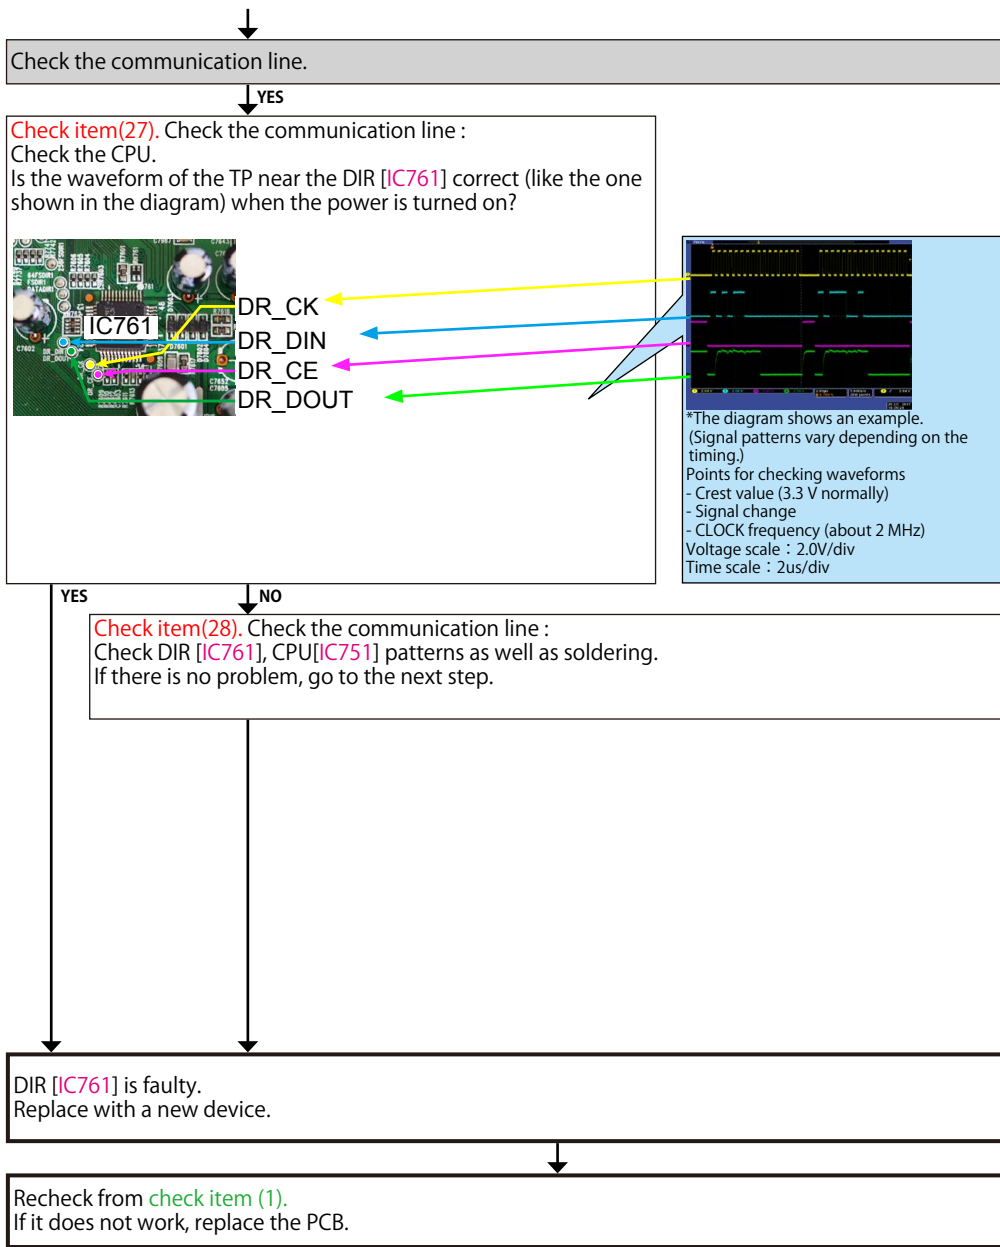 Check the communication line.
YES
Check item(27). Check the communication line :
Check the CPU.
Is the waveform of the TP near the DIR [IC761] correct (like the one
shown in the diagram) when the power is turned on?
IC761
DR_CK
DR_DIN
DR_CE
DR_DOUT
*The diagram shows an example.
(Signal patterns vary depending on the
timing.)
Points for checking waveforms
- Crest value (3.3 V normally)
- Signal change
- CLOCK frequency (about 2 MHz)
Voltage scale：2.0V/div
Time scale：2us/div
YES
NO
Check item(28). Check the communication line :
Check DIR [IC761], CPU[IC751] patterns as well as soldering.
If there is no problem, go to the next step.
DIR [IC761] is faulty.
Replace with a new device.
Recheck from check item (1).
If it does not work, replace the PCB.